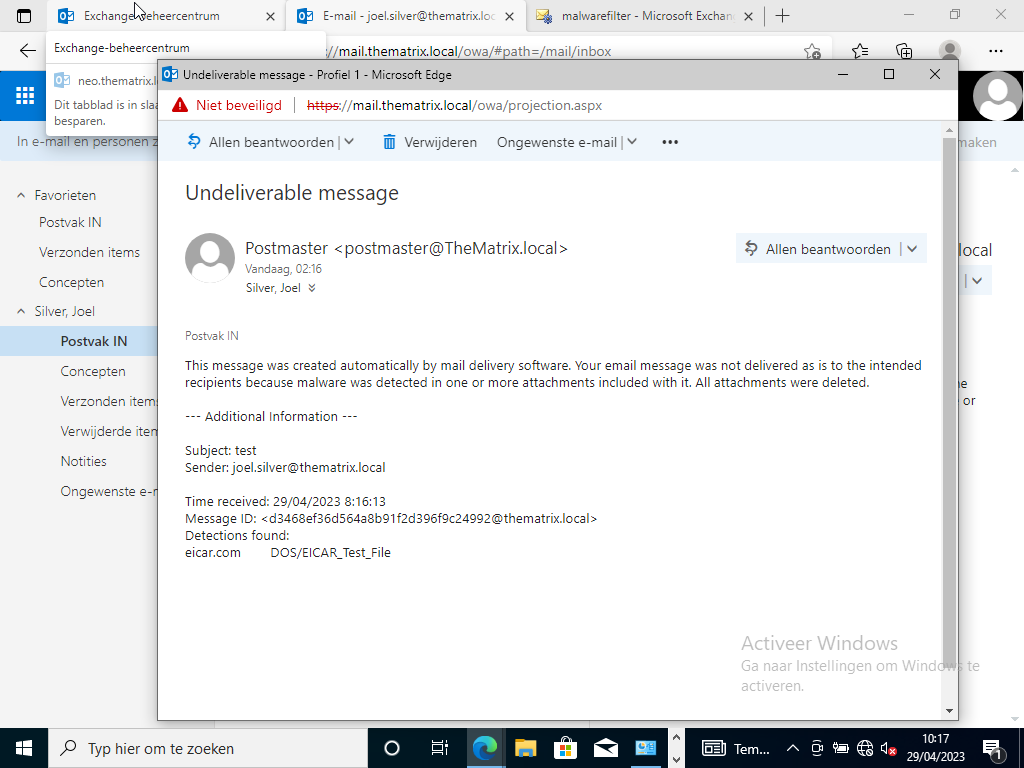 Exchange-beheercentrum
E-mail - joel.silver@thematrix.loc
malwarefilter - Microsoft Exchan
Exchange-beheercentrum
://mail.thematrix.local/owa/#path=/mail/inbox
neo.thematrix.l
Dit tabblad is in slaa
besparen.
Undeliverable message - Profiel 1 - Microsoft Edge
Niet beveiligd
https://mail.thematrix.local/owa/projection.aspx
In e-mail en personen z
maken
Allen beantwoorden
Verwijderen
Ongewenste e-mail
Undeliverable message
Favorieten
Postvak IN
Verzonden items
Concepten
Silver, Joel
Postvak IN
Concepten
Verzonden items
Verwijderde item
Notities
Ongewenste e-r
Postmaster <postmaster@TheMatrix.local>
Vandaag, 02:16
Silver, Joel
Allen beantwoorden
local
Postvak IN
This message was created automatically by mail delivery software. Your email message was not delivered as is to the intended
recipients because malware was detected in one or more attachments included with it. All attachments were deleted.
--- Additional Information ---
Subject: test
Sender: joel.silver@thematrix.local
Time received: 29/04/2023 8:16:13
Message ID: <d3468ef36d564a8b91f2d396f9c24992@thematrix.local>
Detections found:
eicar.com DOS/EICAR_Test_File
or
Activeer Windows
Ga naar Instellingen om Windows te
activeren.
Typ hier om te zoeken
Tem...
10:17
29/04/2023
1